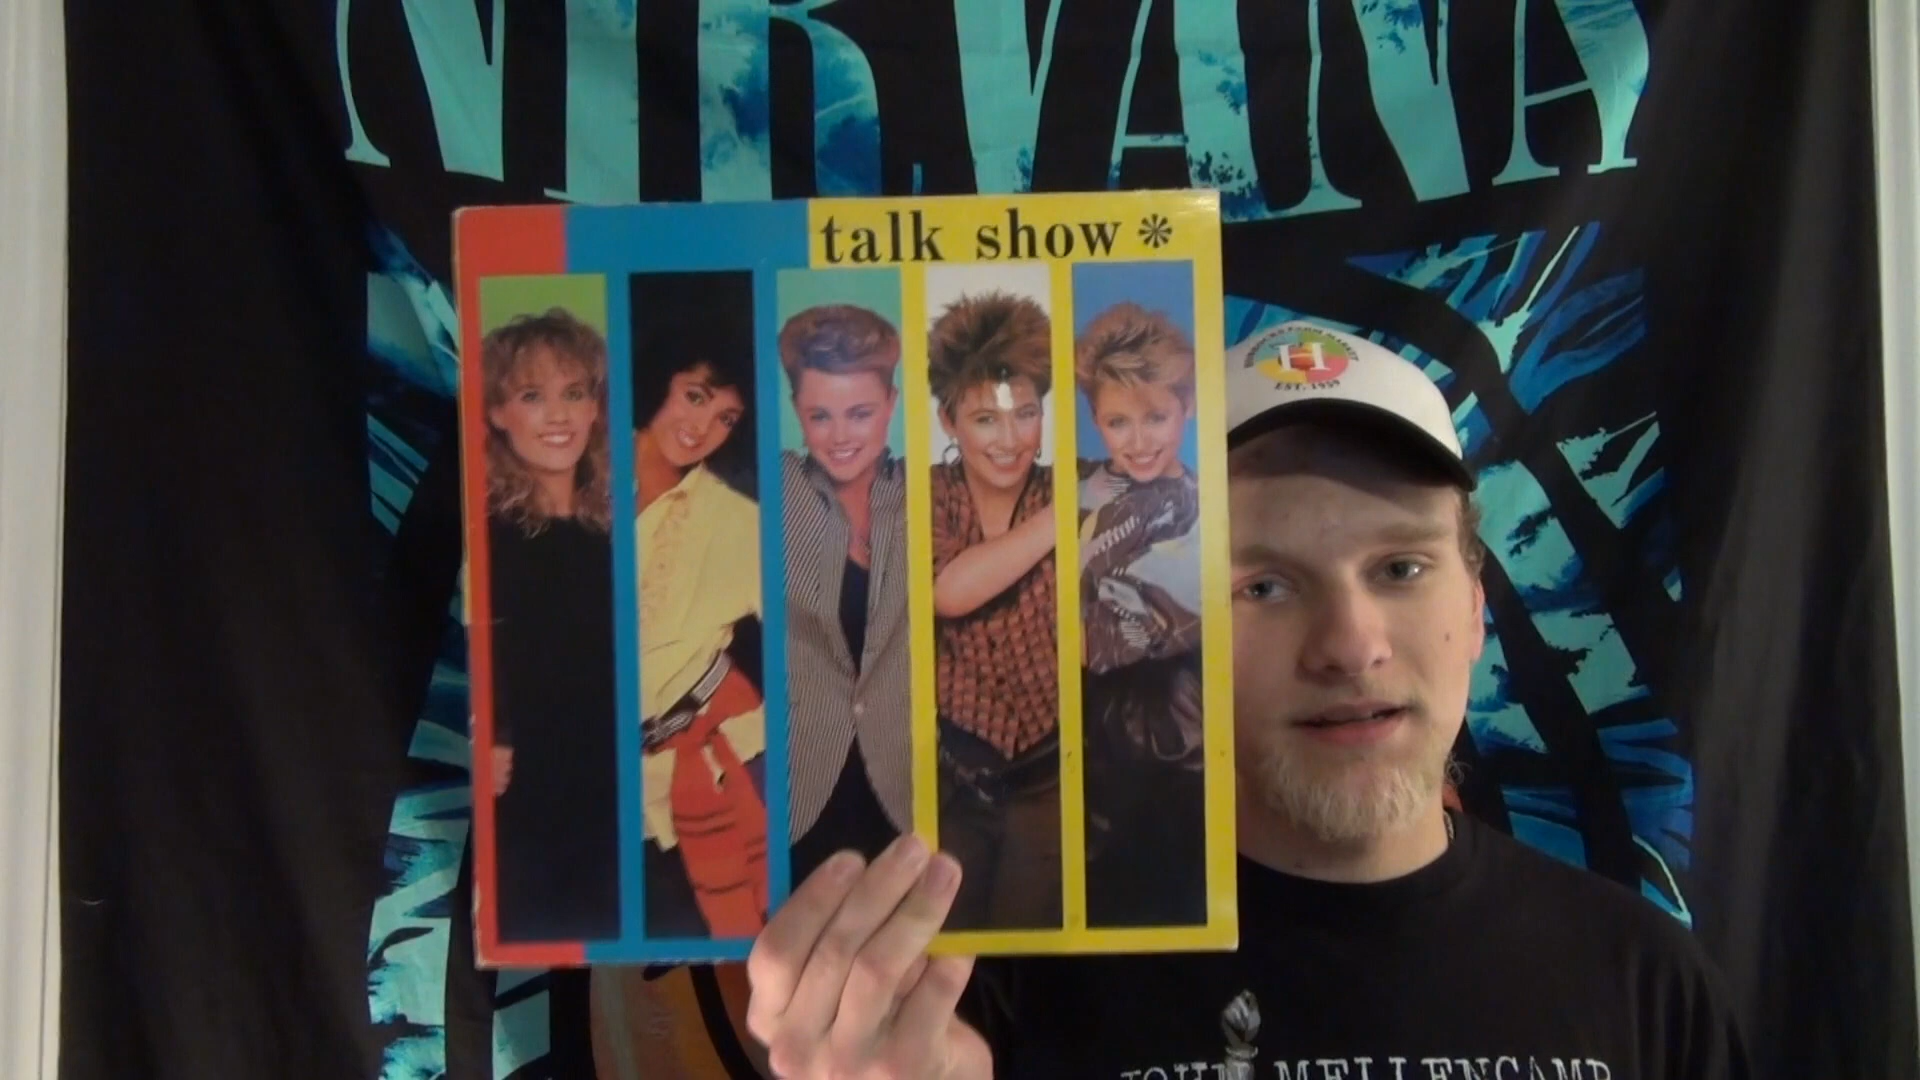 NIRVANA
talk show *
H
EST. 1959
JOHN MELLENCAMP